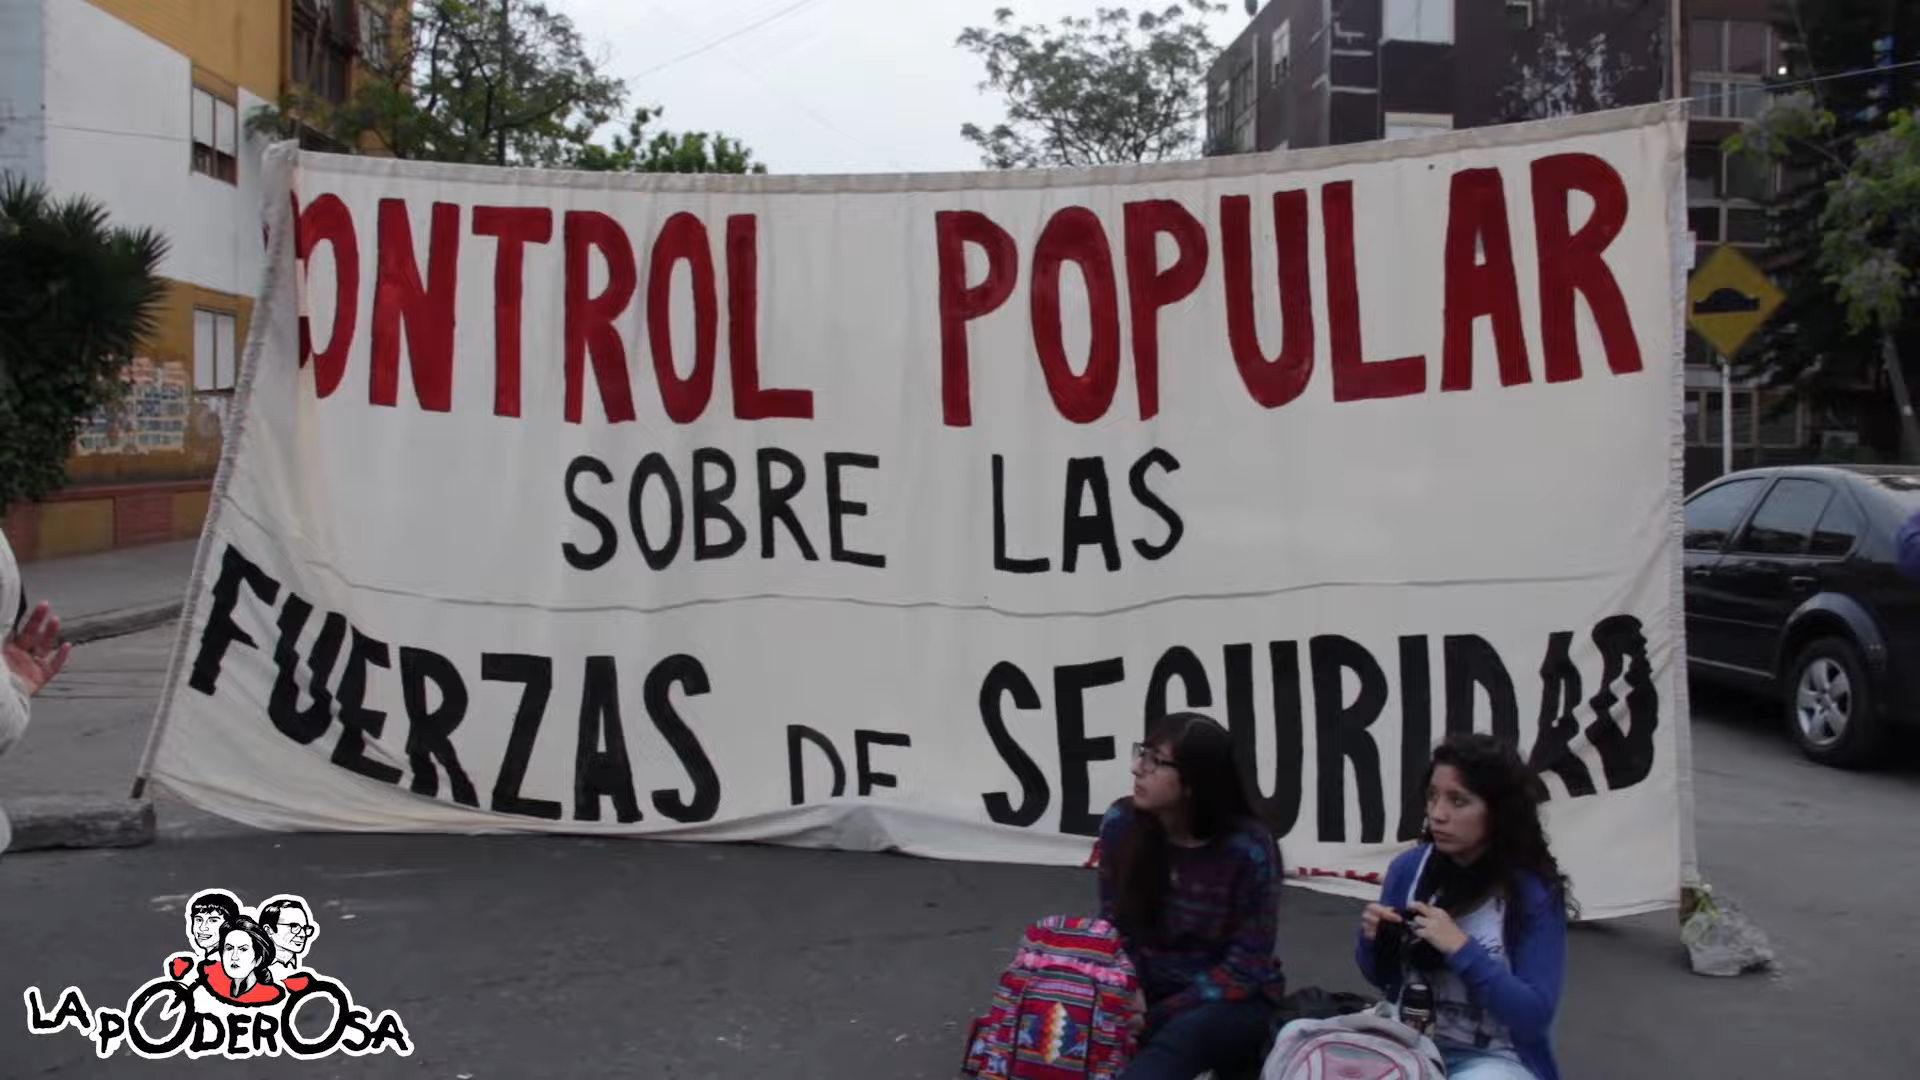 CONTROL POPULAR
SOBRE LAS
FUERZAS DE SEGURIDAD
LA PODEROSA